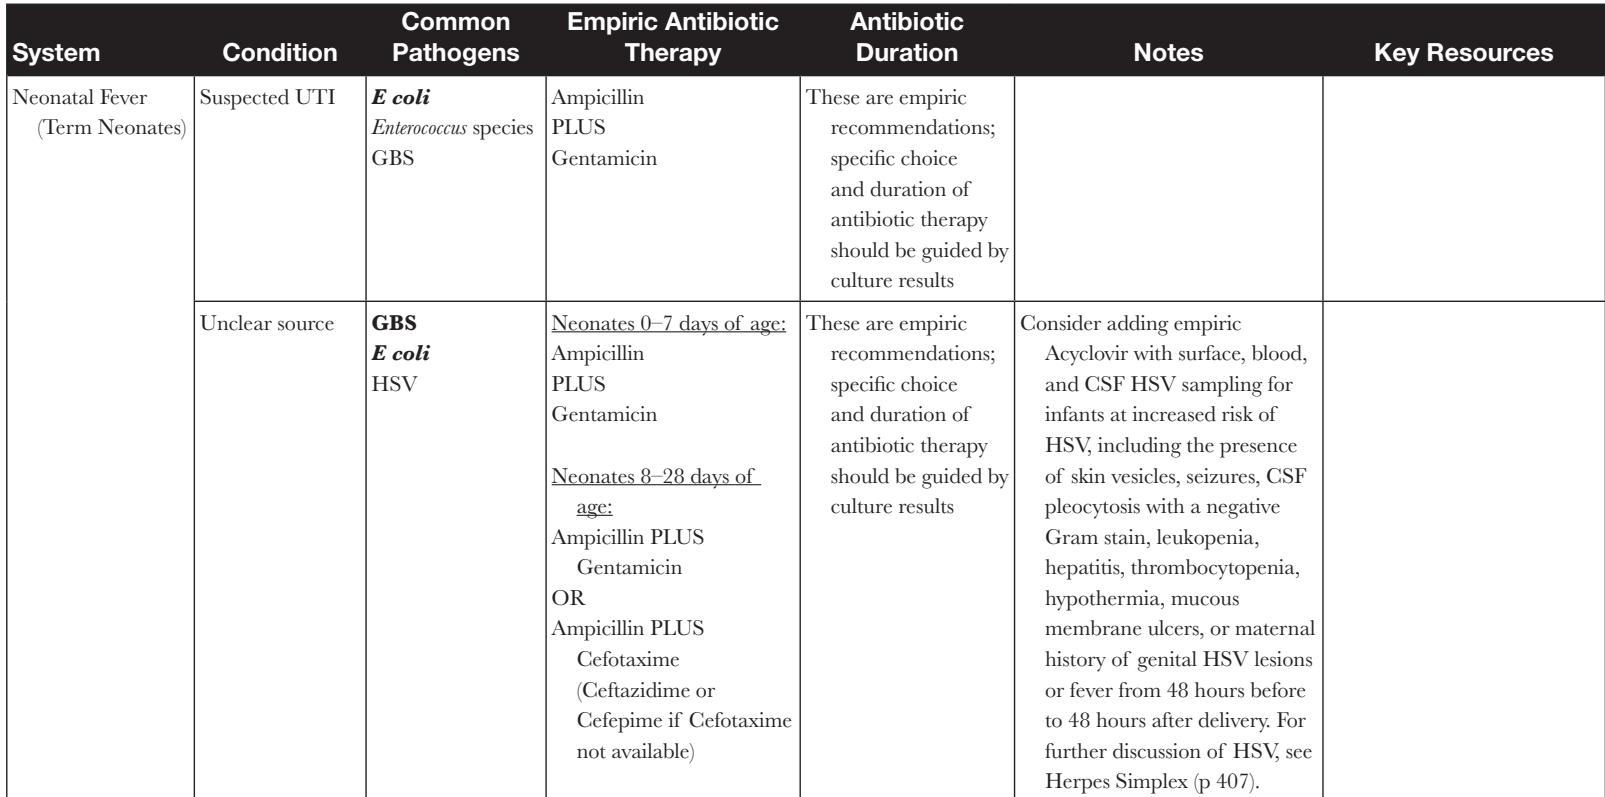 System
Condition
Common
Pathogens
Empiric Antibiotic
Therapy
Antibiotic
Duration
Notes
Key Resources
Neonatal Fever
(Term Neonates)
Suspected UTI
E coli
Enterococcus species
GBS
Ampicillin
PLUS
Gentamicin
These are empiric
recommendations;
specific choice
and duration of
antibiotic therapy
should be guided by
culture results
Unclear source
GBS
E coli
HSV
Neonates 0–7 days of age:
Ampicillin
PLUS
Gentamicin
Neonates 8–28 days of
age:
Ampicillin PLUS
Gentamicin
OR
Ampicillin PLUS
Cefotaxime
(Ceftazidime or
Cefepime if Cefotaxime
not available)
These are empiric
recommendations;
specific choice
and duration of
antibiotic therapy
should be guided by
culture results
Consider adding empiric
Acyclovir with surface, blood,
and CSF HSV sampling for
infants at increased risk of
HSV, including the presence
of skin vesicles, seizures, CSF
pleocytosis with a negative
Gram stain, leukopenia,
hepatitis, thrombocytopenia,
hypothermia, mucous
membrane ulcers, or maternal
history of genital HSV lesions
or fever from 48 hours before
to 48 hours after delivery. For
further discussion of HSV, see
Herpes Simplex (p 407).